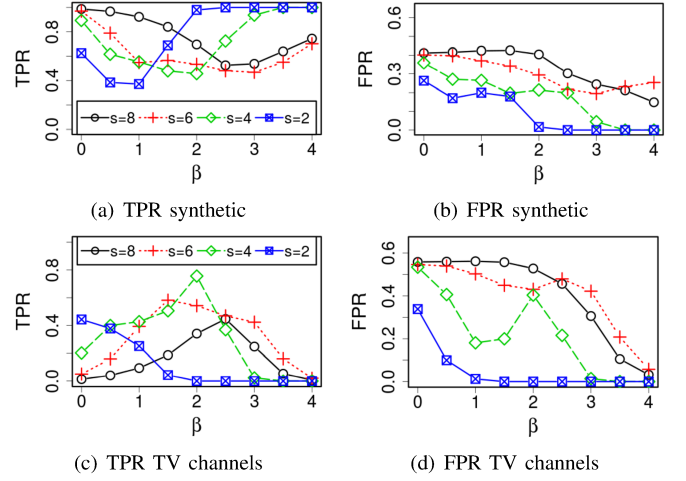 TPR
0.0 0.4 0.8
s=8 s=6 s=4 s=2
0 1 2 3 4
β
(a) TPR synthetic
FPR
0.0 0.3 0.6
0 1 2 3 4
β
(b) FPR synthetic
TPR
0.0 0.4 0.8
s=8 s=6 s=4 s=2
0 1 2 3 4
β
(c) TPR TV channels
FPR
0.0 0.2 0.4 0.6
0 1 2 3 4
β
(d) FPR TV channels